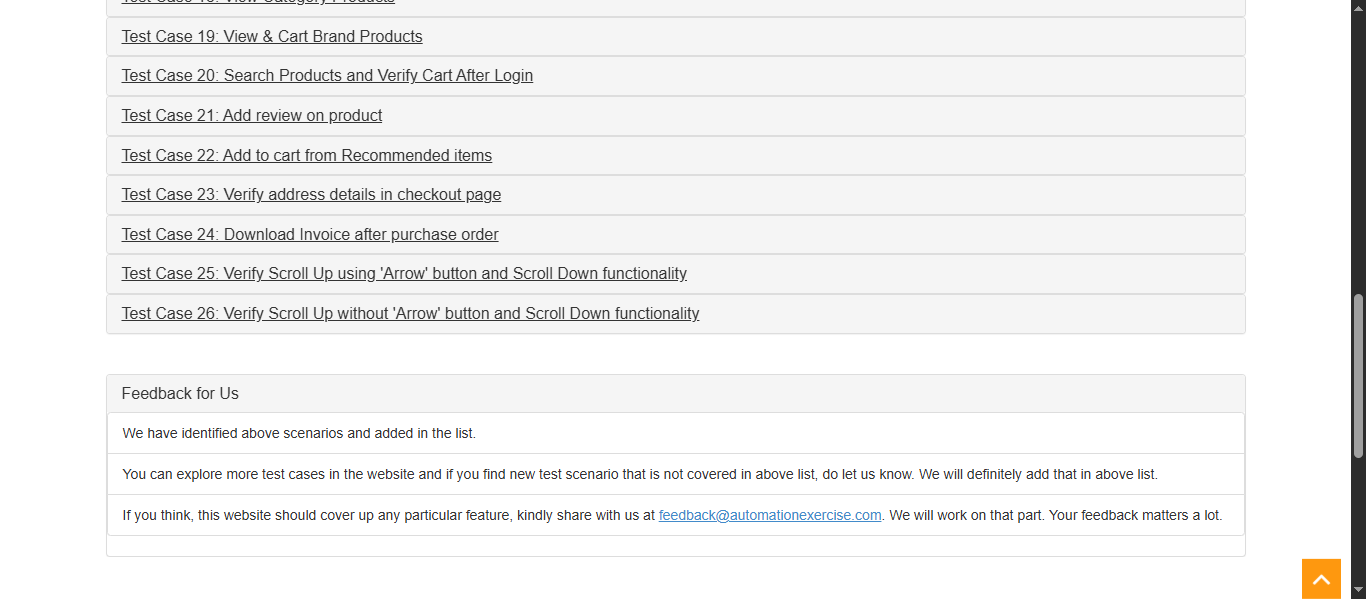 Test Case 18: View Category Products
Test Case 19: View & Cart Brand Products
Test Case 20: Search Products and Verify Cart After Login
Test Case 21: Add review on product
Test Case 22: Add to cart from Recommended items
Test Case 23: Verify address details in checkout page
Test Case 24: Download Invoice after purchase order
Test Case 25: Verify Scroll Up using 'Arrow' button and Scroll Down functionality
Test Case 26: Verify Scroll Up without 'Arrow' button and Scroll Down functionality
Feedback for Us
We have identified above scenarios and added in the list.
You can explore more test cases in the website and if you find new test scenario that is not covered in above list, do let us know. We will definitely add that in above list.
If you think, this website should cover up any particular feature, kindly share with us at feedback@automationexercise.com. We will work on that part. Your feedback matters a lot.